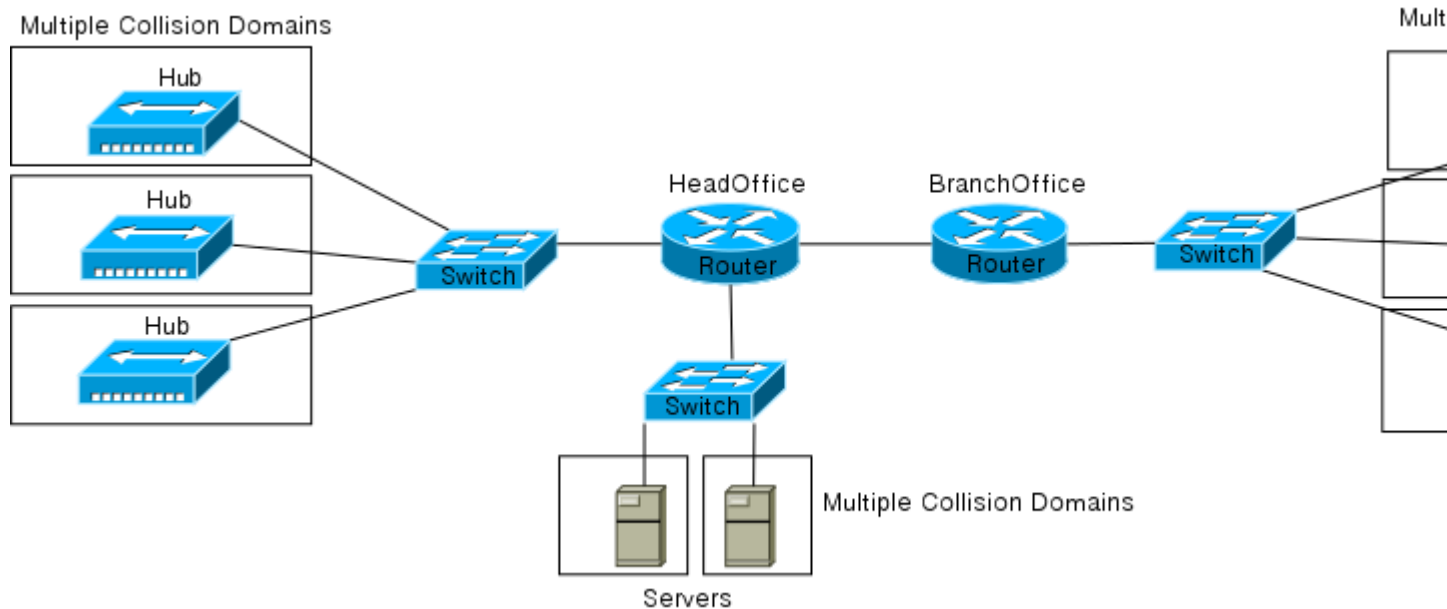 Multiple Collision Domains
Mult
Hub
Hub
Hub
HeadOffice
BranchOffice
Switch
Router
Router
Switch
Switch
Multiple Collision Domains
Servers